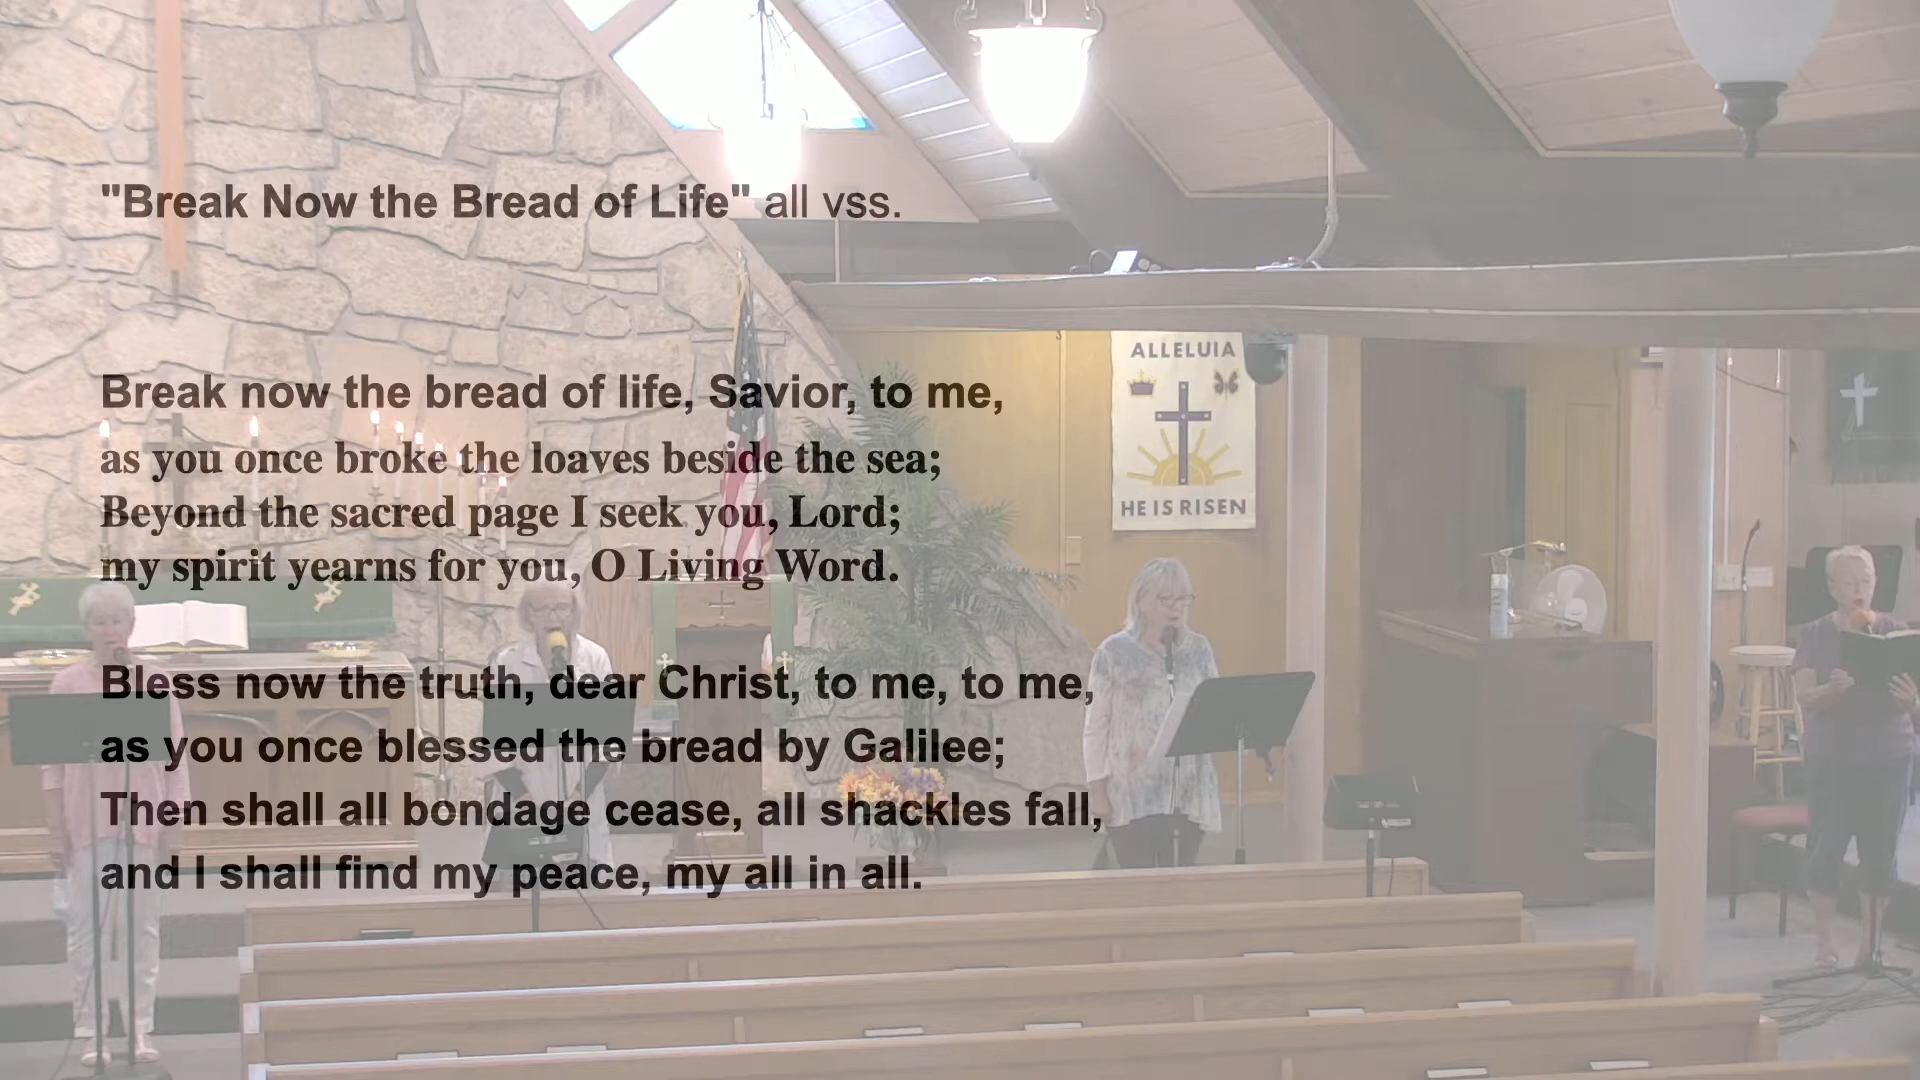 "Break Now the Bread of Life" all vss.
Break now the bread of life, Savior, to me,
as you once broke the loaves beside the sea;
Beyond the sacred page I seek you, Lord;
my spirit yearns for you, O Living Word.
Bless now the truth, dear Christ, to me, to me,
as you once blessed the bread by Galilee;
Then shall all bondage cease, all shackles fall,
and I shall find my peace, my all in all.
ALLELUIA
HE IS RISEN